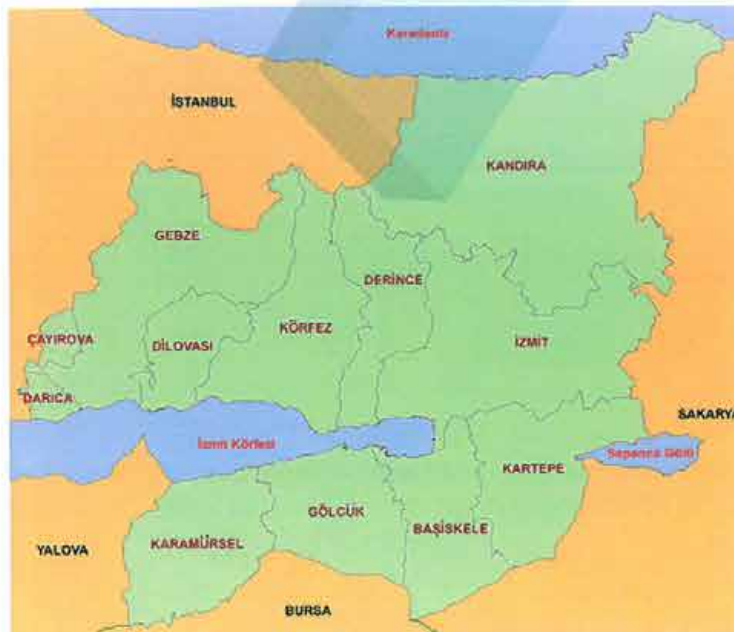 Karadeniz
İSTANBUL
KANDIRA
GEBZE
DERİNCE
ÇAYIROVA
DİLOVASI
KÖRFEZ
İZMİT
DARICA
SAKARYA
İzmit Körfezi
Sapanca Gölü
KARTEPE
GÖLCÜK
BAŞİSKELE
KARAMÜRSEL
YALOVA
BURSA